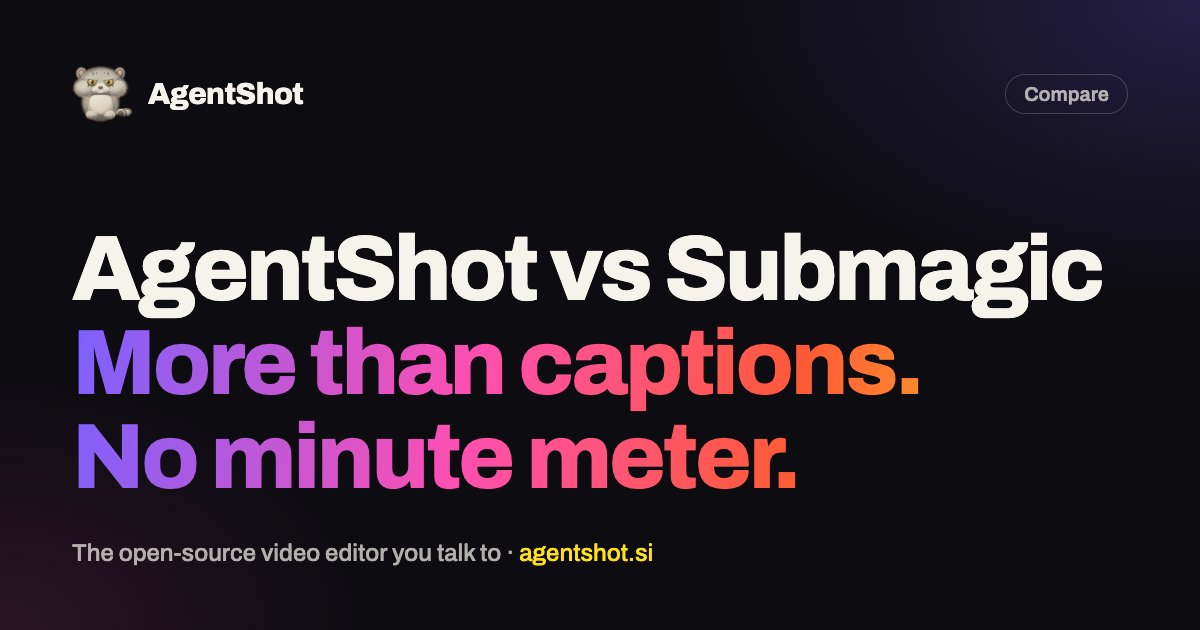 AgentShot
Compare
AgentShot vs Submagic
More than captions.
No minute meter.
The open-source video editor you talk to · agentshot.si